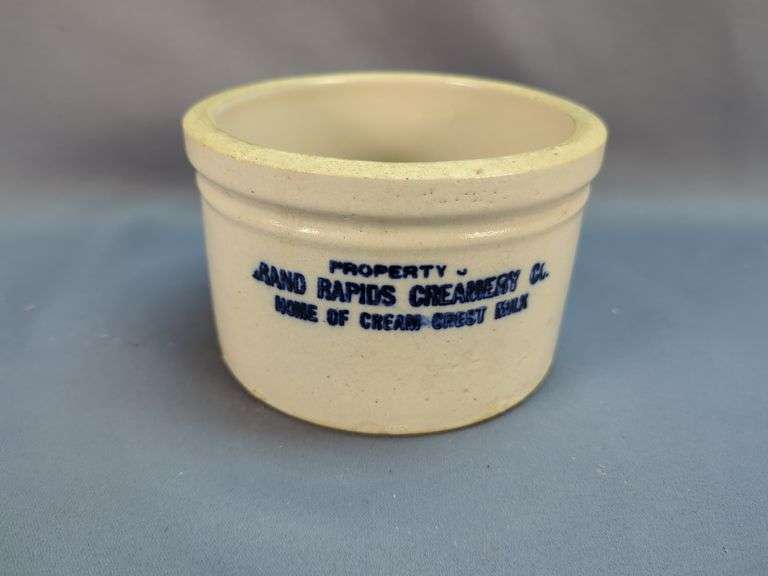 PROPERTY
RAND RAPIDS CREAMERY CO.
HOME OF CREAM CREST MILK